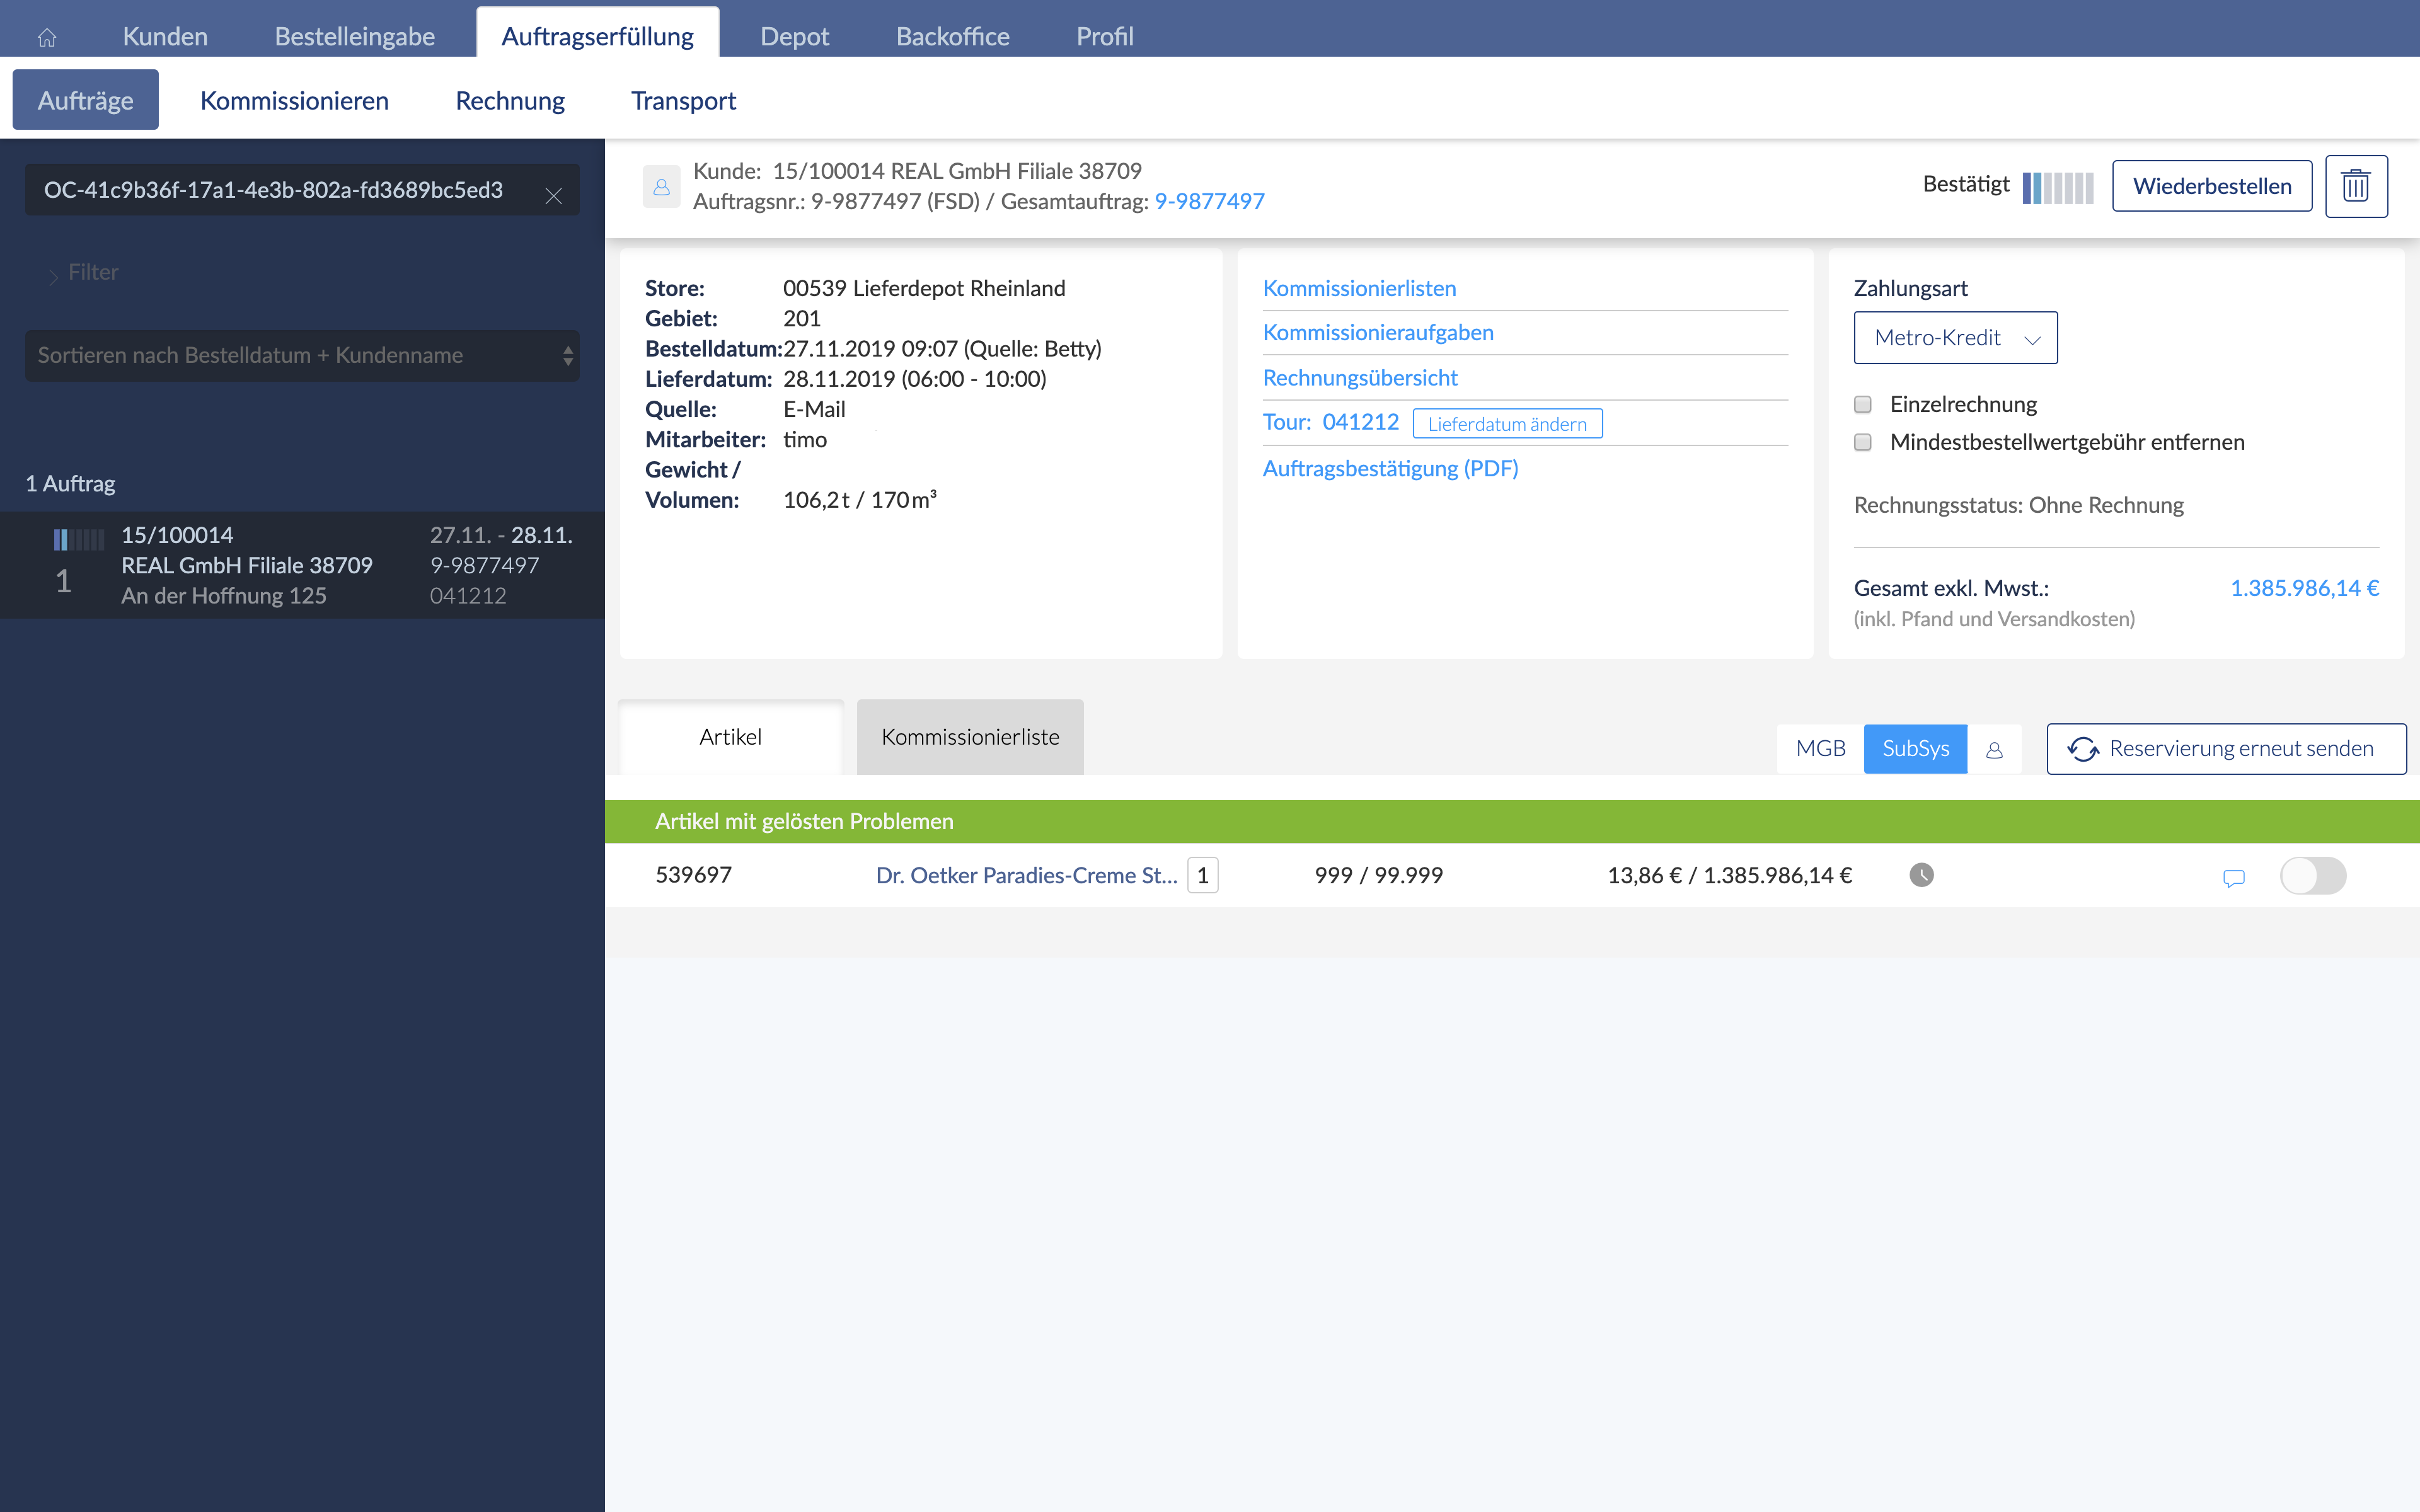 Kunden Bestelleingabe Auftragserfüllung Depot Backoffice Profil
Aufträge Kommissionieren Rechnung Transport
OC-41c9b36f-17a1-4e3b-802a-fd3689bc5ed3
Filter
Sortieren nach Bestelldatum + Kundenname
1 Auftrag
15/100014 27.11. - 28.11.
REAL GmbH Filiale 38709 9-9877497
1
An der Hoffnung 125 041212
Kunde: 15/100014 REAL GmbH Filiale 38709
Auftragsnr.: 9-9877497 (FSD) / Gesamtauftrag: 9-9877497
Bestätigt Wiederbestellen
Store: 00539 Lieferdepot Rheinland
Gebiet: 201
Bestelldatum: 27.11.2019 09:07 (Quelle: Betty)
Lieferdatum: 28.11.2019 (06:00 - 10:00)
Quelle: E-Mail
Mitarbeiter: timo
Gewicht /
Volumen: 106,2 t / 170 m³
Kommissionierlisten
Kommissionieraufgaben
Rechnungsübersicht
Tour: 041212 Lieferdatum ändern
Auftragsbestätigung (PDF)
Zahlungsart
Metro-Kredit
Einzelrechnung
Mindestbestellwertgebühr entfernen
Rechnungsstatus: Ohne Rechnung
Gesamt exkl. Mwst.: 1.385.986,14 €
(inkl. Pfand und Versandkosten)
Artikel Kommissionierliste
MGB SubSys Reservierung erneut senden
Artikel mit gelösten Problemen
539697 Dr. Oetker Paradies-Creme St... 1 999 / 99.999 13,86 € / 1.385.986,14 €